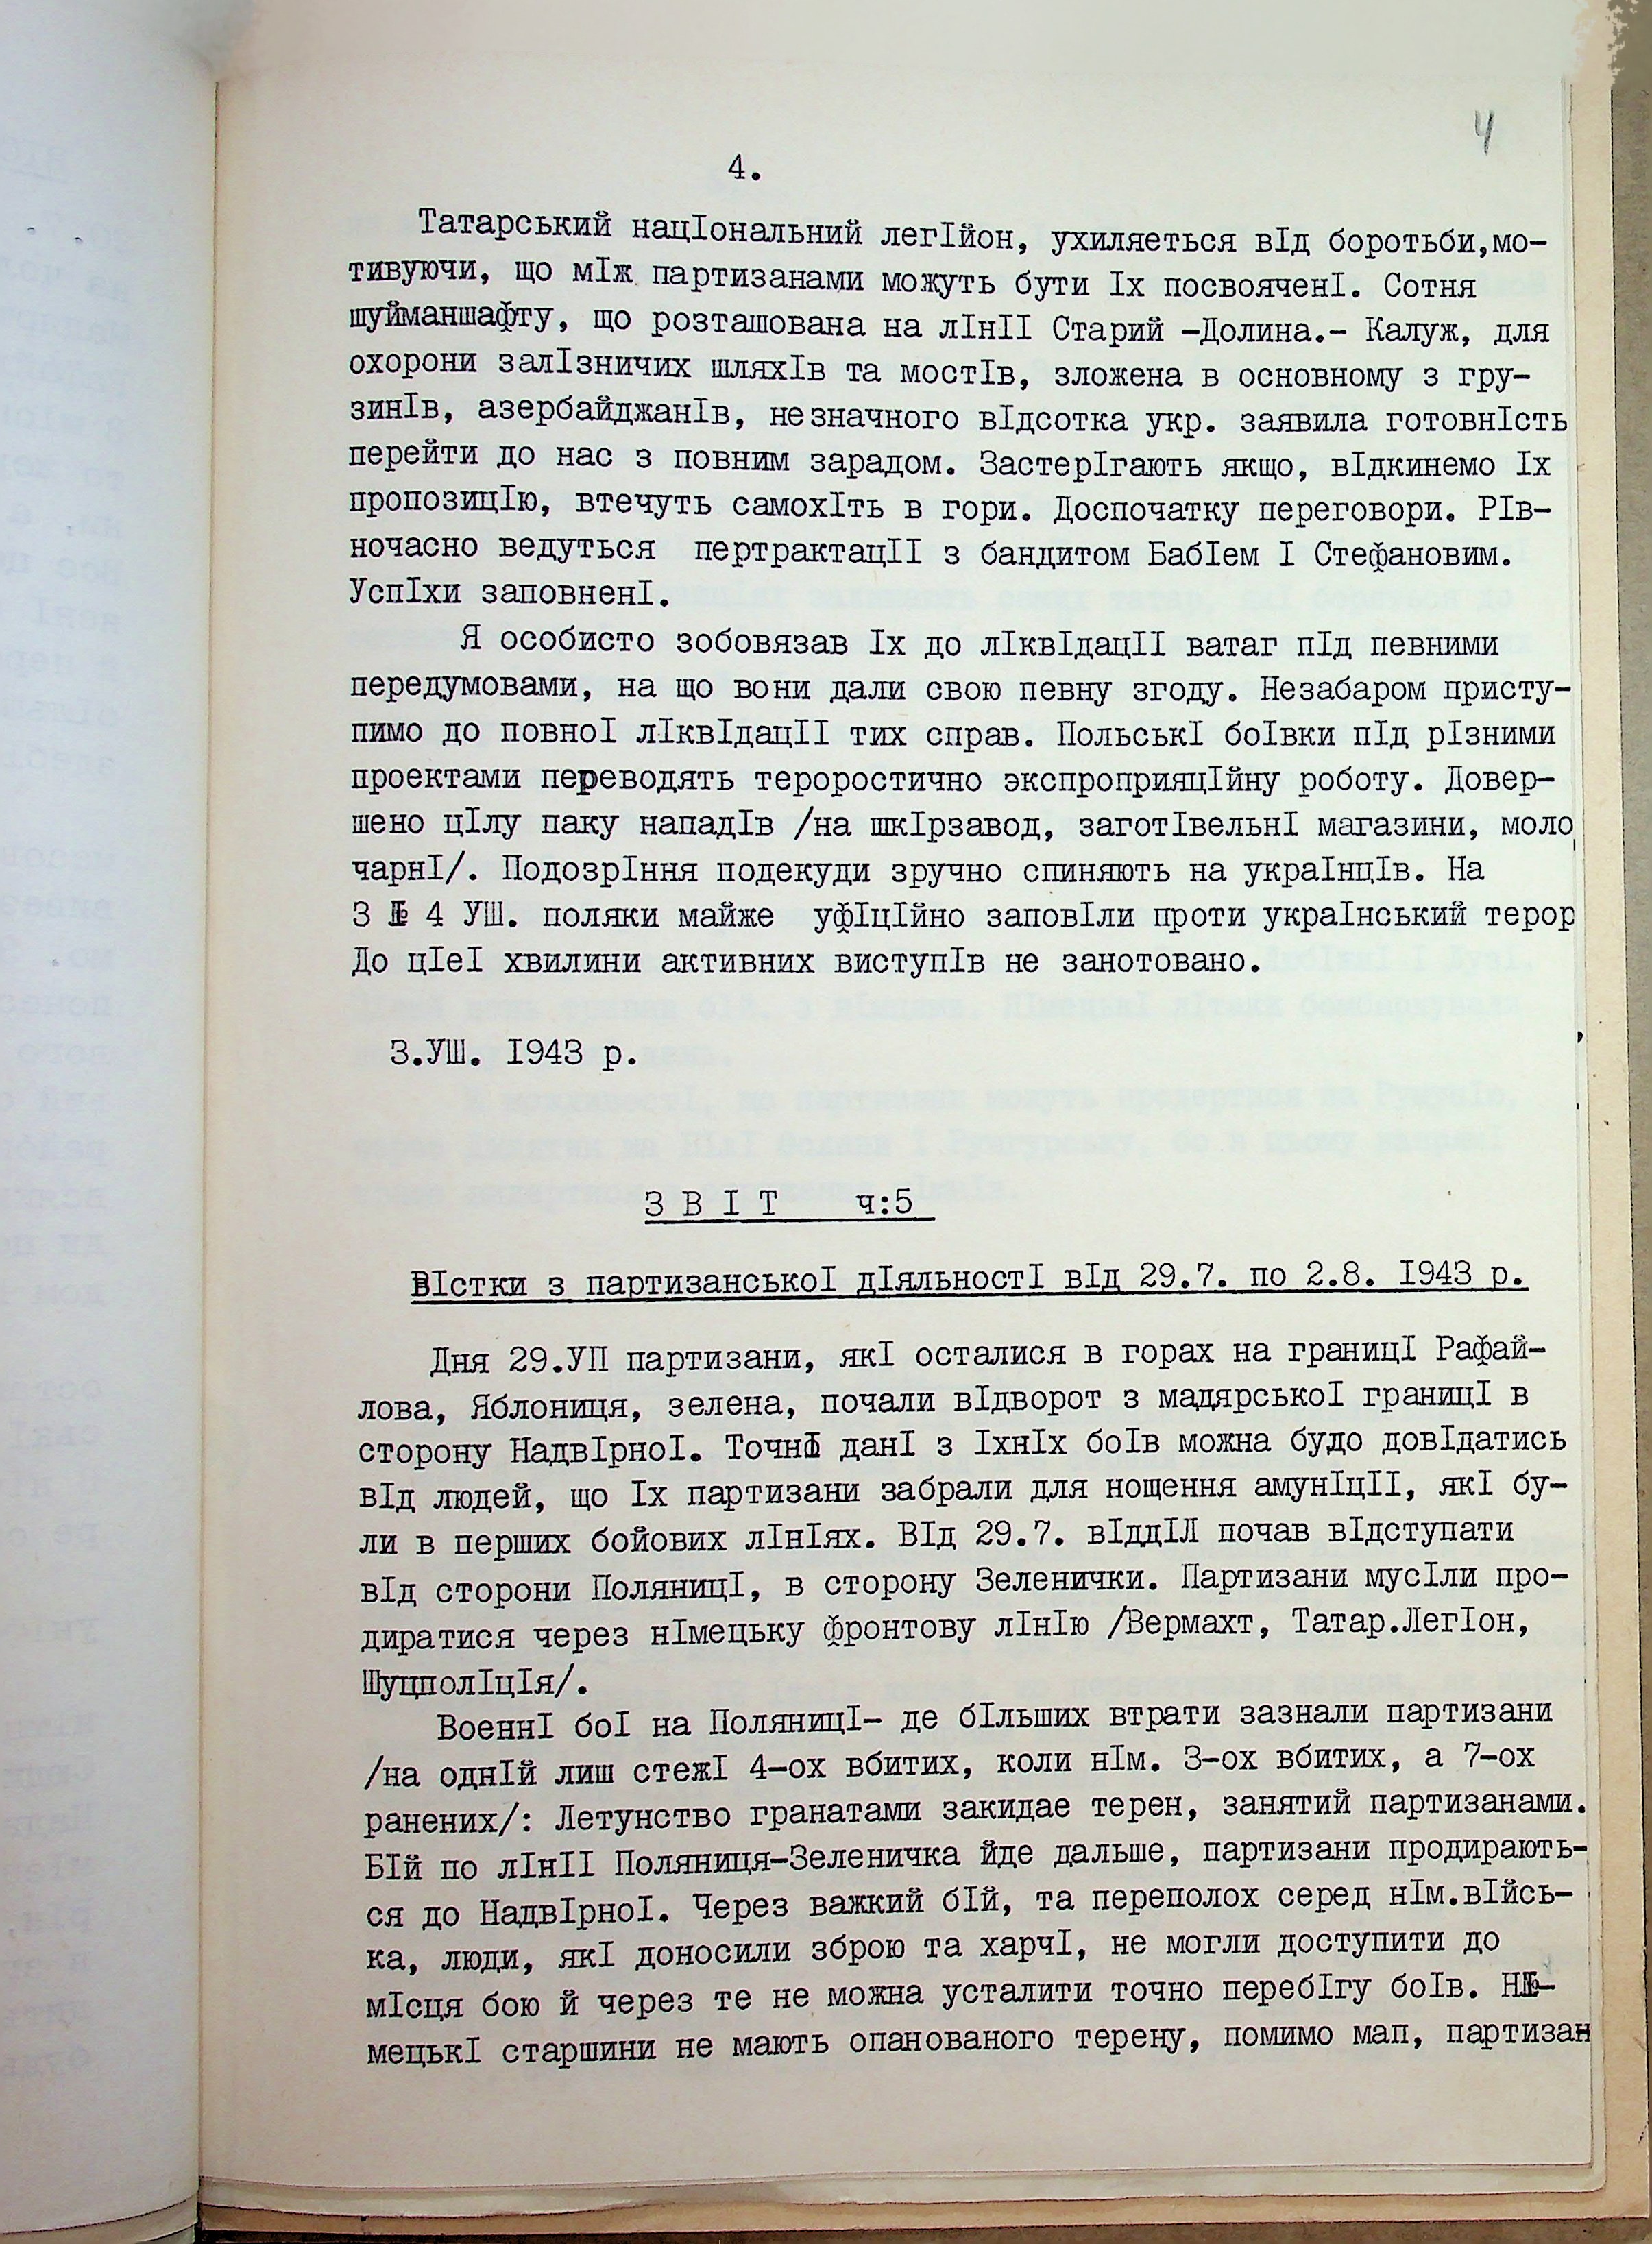 4
4.
Татарський національний легІйон, ухиляеться вІд боротьби,мо-
тивуючи, що мІж партизанами можуть бути Іх посвояченІ. Сотня
шуйманшафту, що розташована на лІнІІ Старий -Долина.- Калуж, для
охорони залІзничих шляхІв та мостІв, зложена в основному з гру-
зинІв, азербайджанІв, незначного вІдсотка укр. заявила готовнІсть
перейти до нас з повним зарадом. ЗастерІгають якщо, вІдкинемо Іх
пропозицІю, втечуть самохІть в гори. Доспочатку переговори. РІв-
ночасно ведуться пертрактацІІ з бандитом БабІем І Стефановим.
УспІхи заповненІ.
Я особисто зобовязав Іх до лІквІдацІІ ватаг пІд певними
передумовами, на що вони дали свою певну згоду. Незабаром присту-
пимо до повноІ лІквІдацІІ тих справ. ПольськІ боІвки пІд рІзними
проектами переводять тероростично экспроприяцІйну роботу. Довер-
шено цІлу паку нападІв /на шкІрзавод, заготІвельнІ магазини, моло
чарнІ/. ПодозрІння подекуди зручно спиняють на украІнцІв. На
3 І 4 УШ. поляки майже уфІцІйно заповІли проти украІнський терор
До цІеІ хвилини активних виступІв не занотовано.
3.УШ. І943 р.
З В І Т ч:5
ВІстки з партизанськоІ дІяльностІ вІд 29.7. по 2.8. І943 р.
Дня 29.УП партизани, якІ осталися в горах на границІ Рафай-
лова, Яблониця, зелена, почали вІдворот з мадярськоІ границІ в
сторону НадвІрноІ. ТочнІ данІ з ІхнІх боІв можна будо довІдатись
вІд людей, що Іх партизани забрали для нощення амунІцІІ, якІ бу-
ли в перших бойових лІнІях. ВІд 29.7. вІддІЛ почав вІдступати
вІд сторони ПоляницІ, в сторону Зеленички. Партизани мусІли про-
диратися через нІмецьку фронтову лІнІю /Вермахт, Татар.ЛегІон,
ШуцполІцІя/.
ВоеннІ боІ на ПоляницІ- де бІльших втрати зазнали партизани
/на однІй лиш стежІ 4-ох вбитих, коли нІм. 3-ох вбитих, а 7-ох
ранених/: Летунство гранатами закидае терен, занятий партизанами.
БІй по лІнІІ Поляниця-Зеленичка йде дальше, партизани продирають-
ся до НадвІрноІ. Через важкий бІй, та переполох серед нІм.вІйсь-
ка, люди, якІ доносили зброю та харчІ, не могли доступити до
мІсця бою й через те не можна усталити точно перебІгу боІв. НІ-
мецькІ старшини не мають опанованого терену, помимо мап, партизан